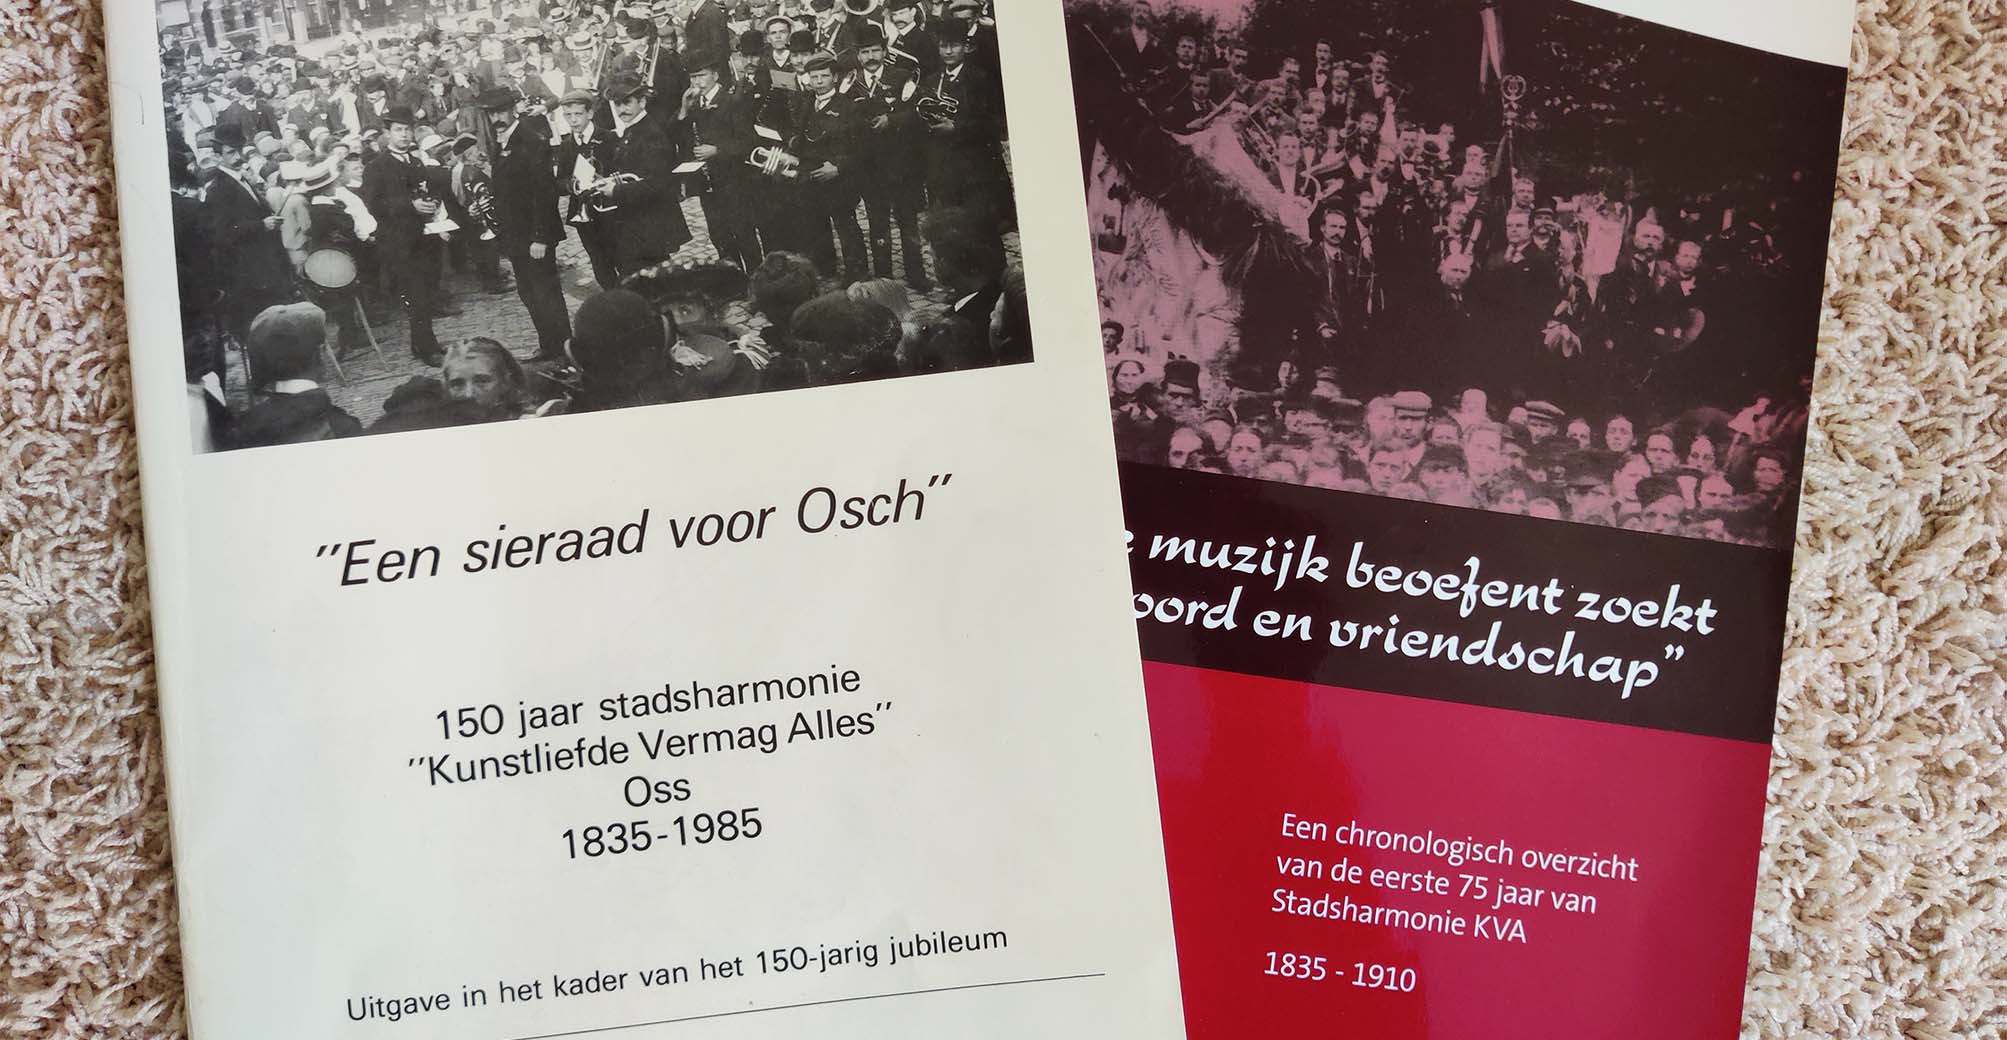 "Een sieraad voor Osch"
150 jaar stadsharmonie
"Kunstliefde Vermag Alles"
Oss
1835-1985
Uitgave in het kader van het 150-jarig jubileum
muzijk beoefent zoekt
en vriendschap"
Een chronologisch overzicht
van de eerste 75 jaar van
Stadsharmonie KVA
1835 - 1910